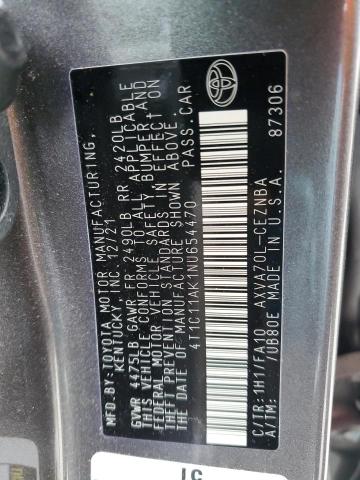 MFD.BY:TOYOTA MOTOR MANUFACTURING,
KENTUCKY, INC. 12/21
GVWR 4475LB GAWR FR 2490LB RR 2420LB
THIS VEHICLE CONFORMS TO ALL APPLICABLE
FEDERAL MOTOR VEHICLE SAFETY, BUMPER, AND
THEFT PREVENTION STANDARDS IN EFFECT ON
THE DATE OF MANUFACTURE SHOWN ABOVE.
4T1G11AK1NU654470 PASS. CAR
C/TR: 1H1/FA10 AXVA70L-CEZNBA
A/TM: -/UB80E MADE IN U.S.A. 87306